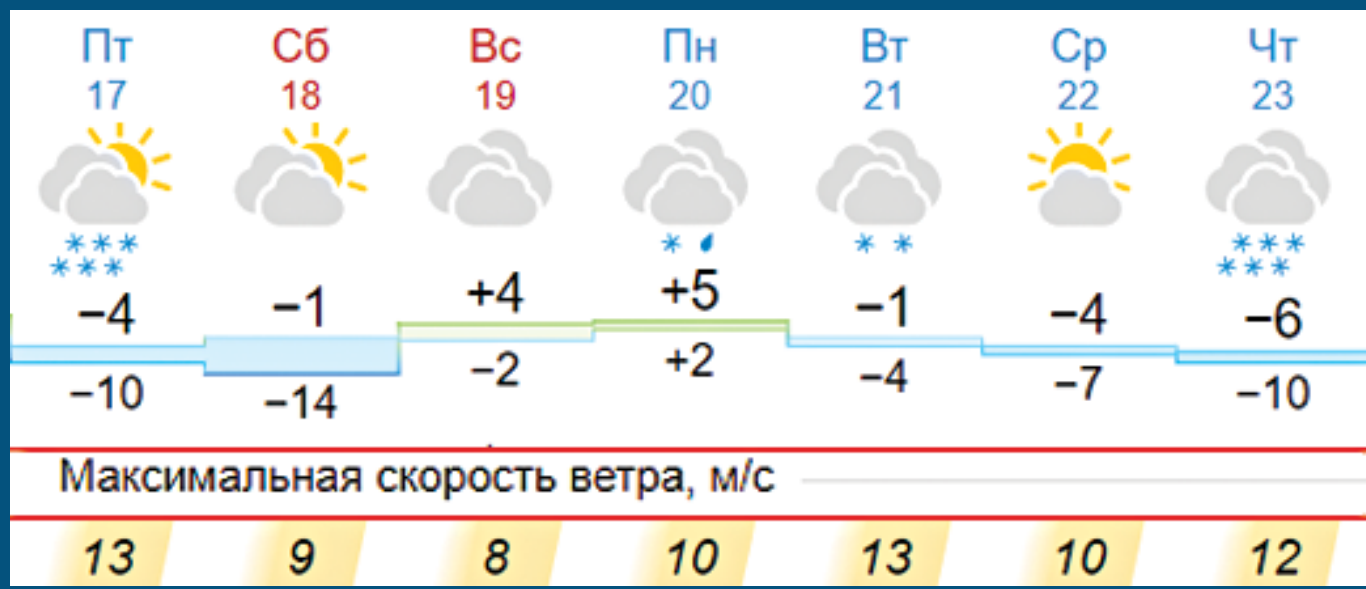 Пт Сб Вс Пн Вт Ср Чт
17 18 19 20 21 22 23
−4 −1 +4 +5 −1 −4 −6
−10 −14 −2 +2 −4 −7 −10
Максимальная скорость ветра, м/с
13 9 8 10 13 10 12